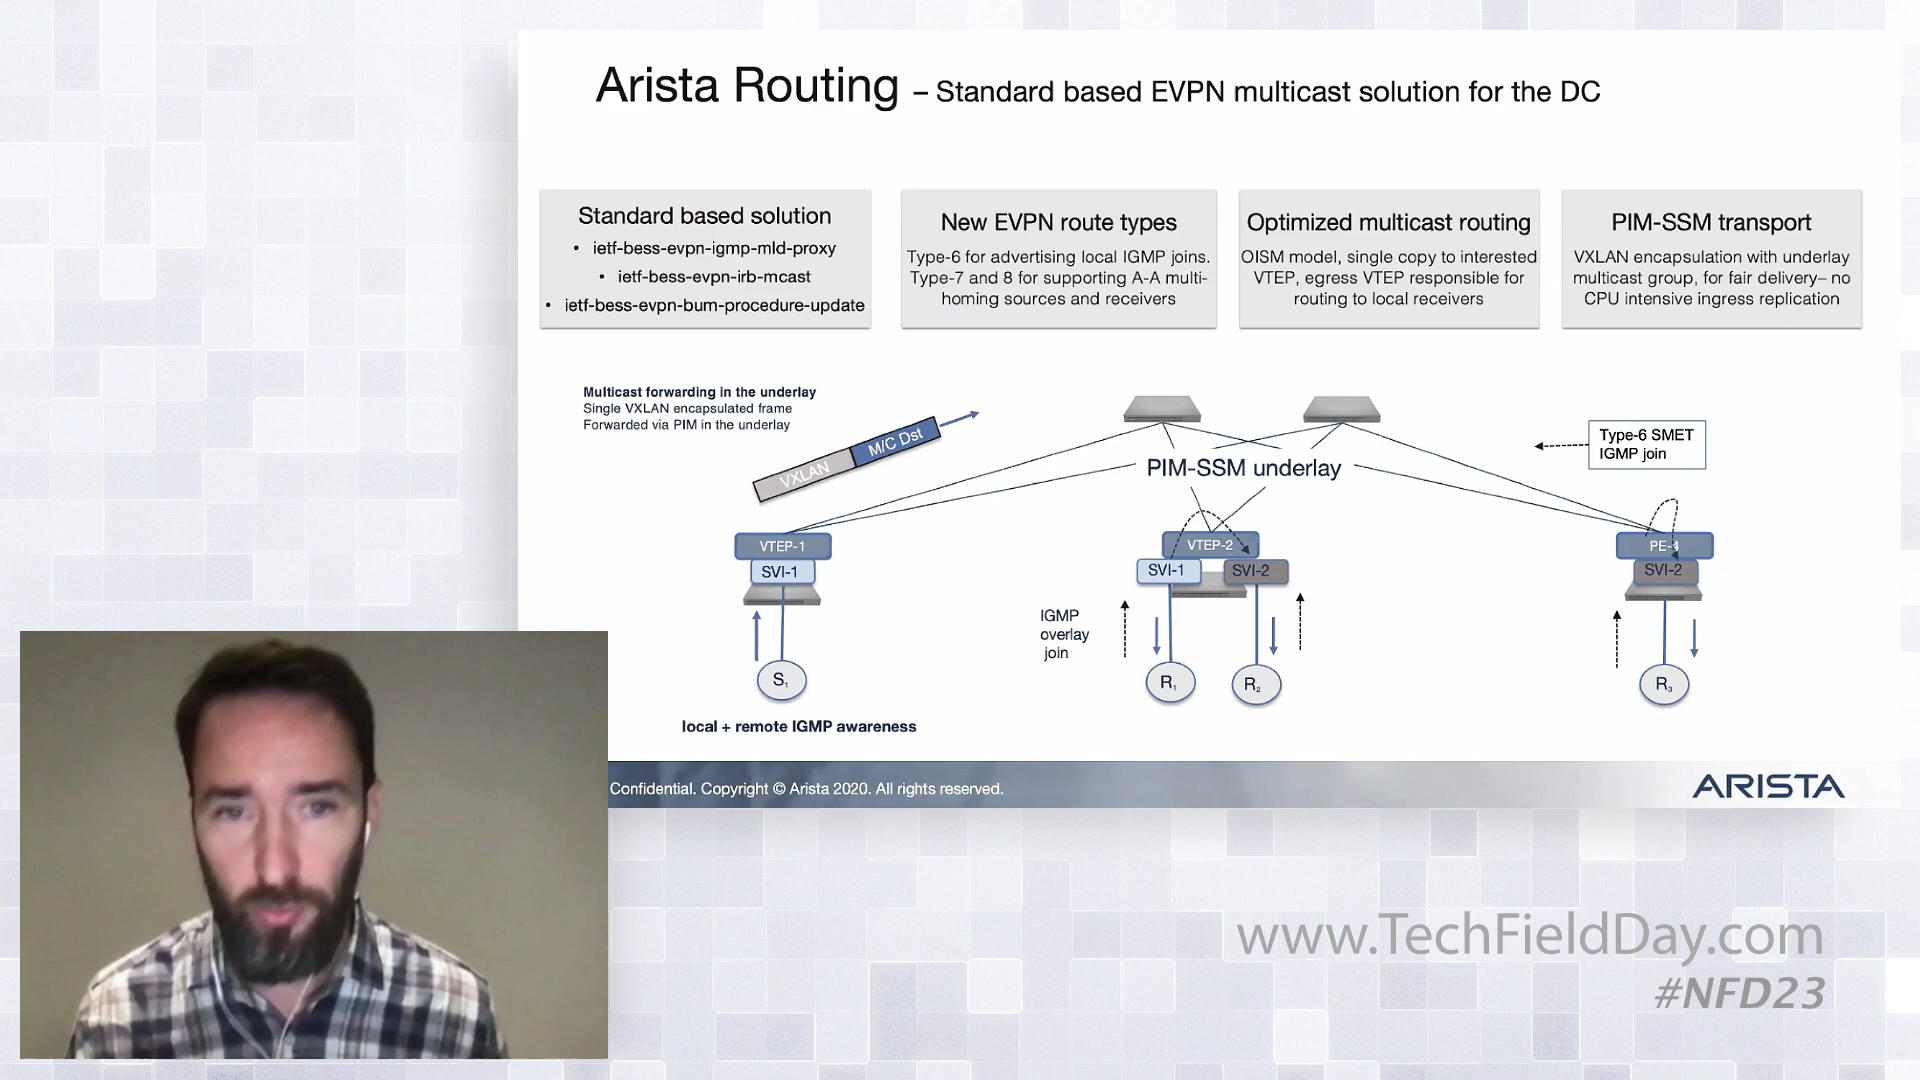 Arista Routing – Standard based EVPN multicast solution for the DC
Standard based solution
• ietf-bess-evpn-igmp-mld-proxy
• ietf-bess-evpn-irb-mcast
• ietf-bess-evpn-bum-procedure-update
New EVPN route types
Type-6 for advertising local IGMP joins.
Type-7 and 8 for supporting A-A multi-
homing sources and receivers
Optimized multicast routing
OISM model, single copy to interested
VTEP, egress VTEP responsible for
routing to local receivers
PIM-SSM transport
VXLAN encapsulation with underlay
multicast group, for fair delivery– no
CPU intensive ingress replication
Multicast forwarding in the underlay
Single VXLAN encapsulated frame
Forwarded via PIM in the underlay
VXLAN
M/C Dst
PIM-SSM underlay
Type-6 SMET
IGMP join
VTEP-1
SVI-1
S1
VTEP-2
SVI-1
SVI-2
IGMP
overlay
join
R1
R2
PE-4
SVI-2
R3
local + remote IGMP awareness
Confidential. Copyright © Arista 2020. All rights reserved.
ARISTA
www.TechFieldDay.com
#NFD23